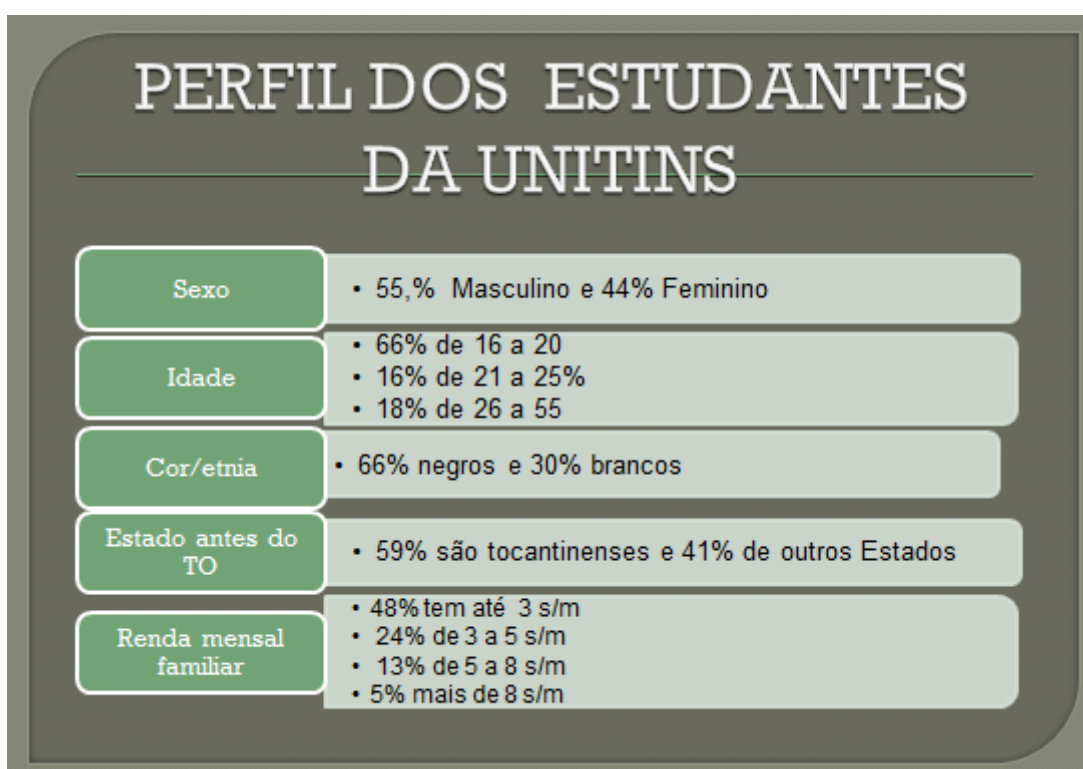 PERFIL DOS ESTUDANTES
DA UNITINS
Sexo
• 55,% Masculino e 44% Feminino
Idade
• 66% de 16 a 20
• 16% de 21 a 25%
• 18% de 26 a 55
Cor/etnia
• 66% negros e 30% brancos
Estado antes do
TO
• 59% são tocantinenses e 41% de outros Estados
Renda mensal
familiar
• 48% tem até 3 s/m
• 24% de 3 a 5 s/m
• 13% de 5 a 8 s/m
• 5% mais de 8 s/m